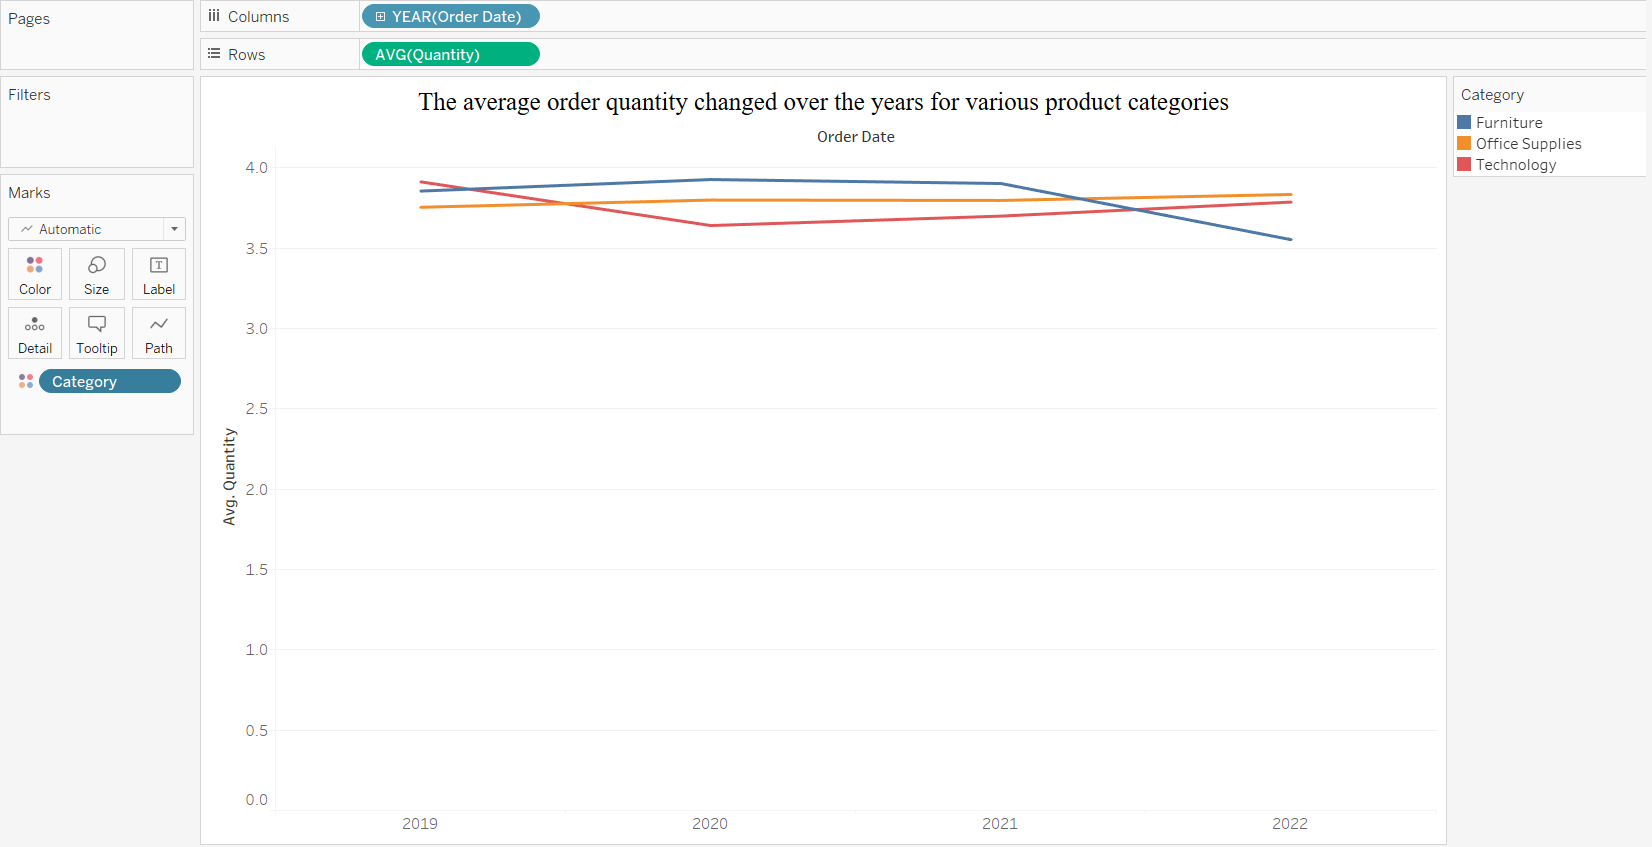 Pages
Columns
YEAR(Order Date)
Rows
AVG(Quantity)
Filters
Marks
Automatic
Color
Size
Label
Detail
Tooltip
Path
Category
The average order quantity changed over the years for various product categories
Order Date
Avg. Quantity
4.0
3.5
3.0
2.5
2.0
1.5
1.0
0.5
0.0
2019
2020
2021
2022
Category
Furniture
Office Supplies
Technology